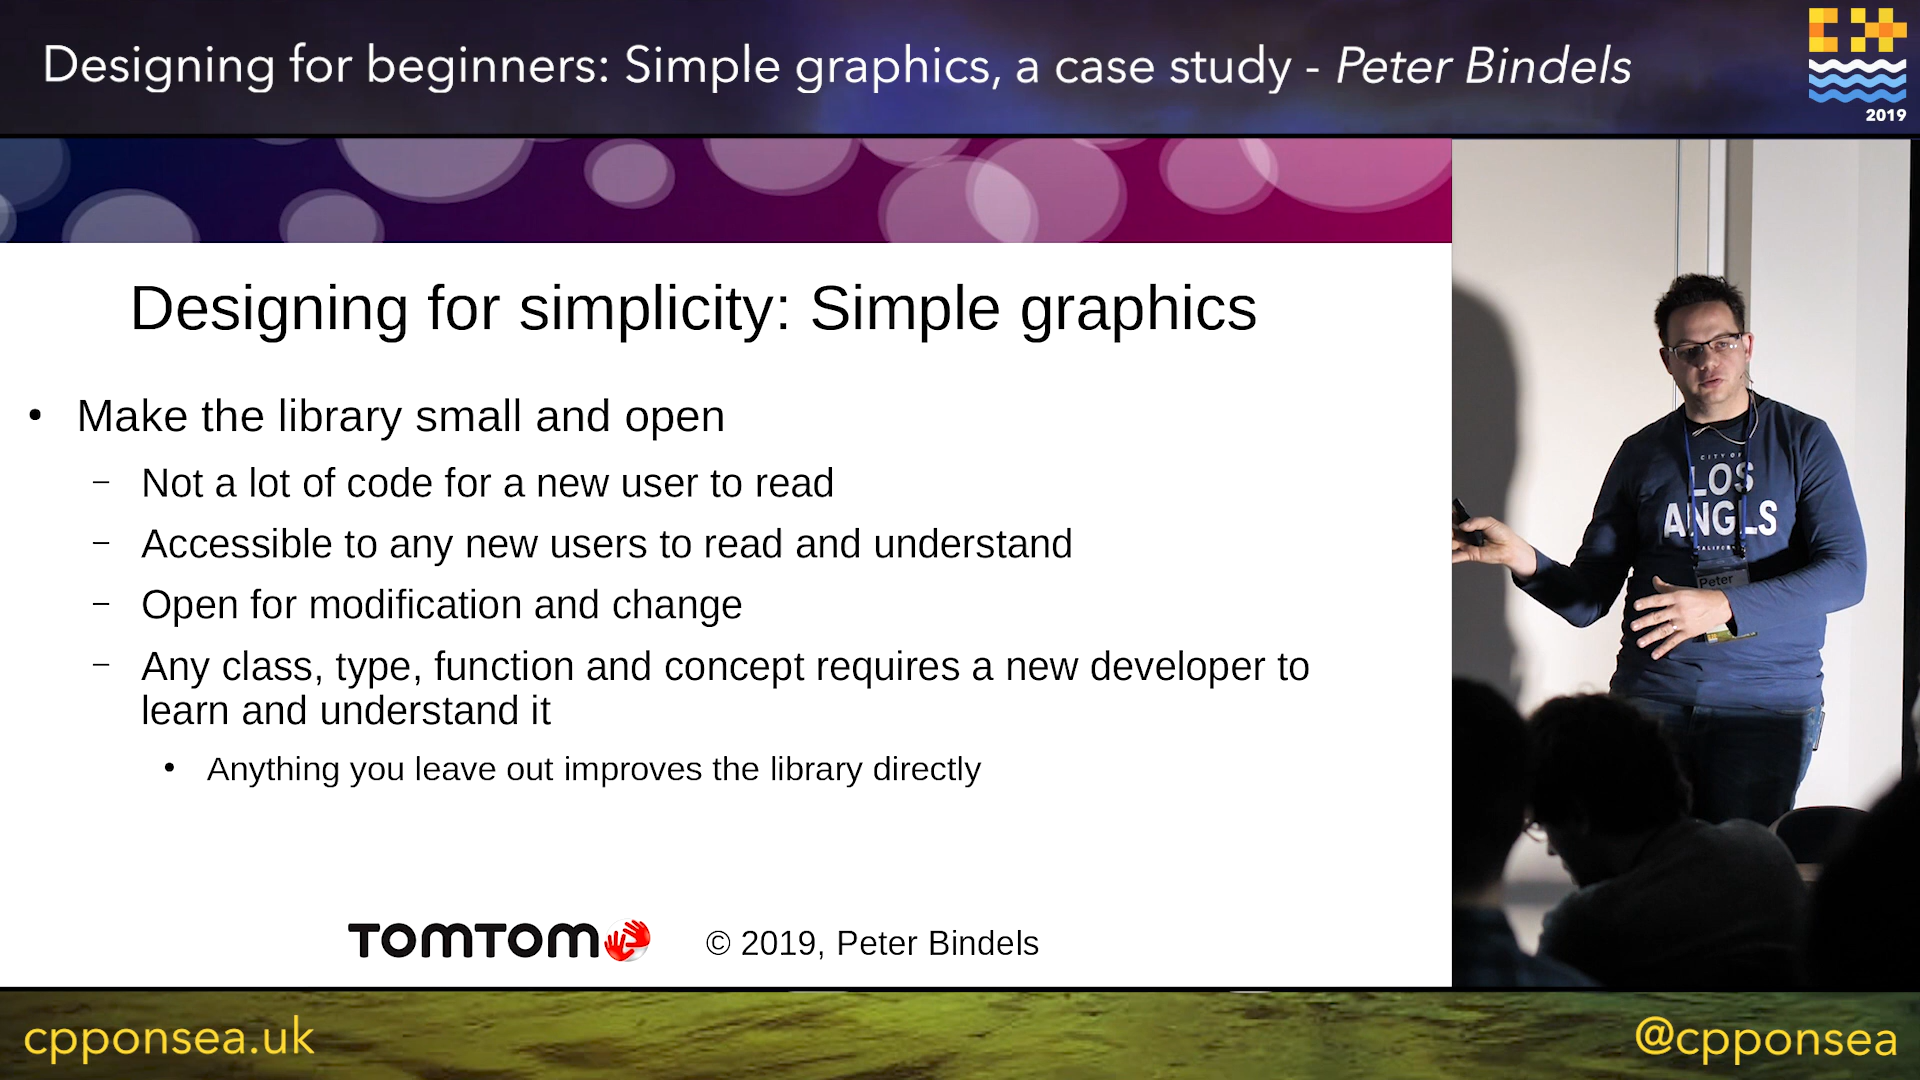 Designing for beginners: Simple graphics, a case study - Peter Bindels
2019
Designing for simplicity: Simple graphics
• Make the library small and open
– Not a lot of code for a new user to read
– Accessible to any new users to read and understand
– Open for modification and change
– Any class, type, function and concept requires a new developer to
learn and understand it
• Anything you leave out improves the library directly
TOMTOM
© 2019, Peter Bindels
CITY OF
LOS
ANGLS
Peter
cpponsea.uk
@cpponsea